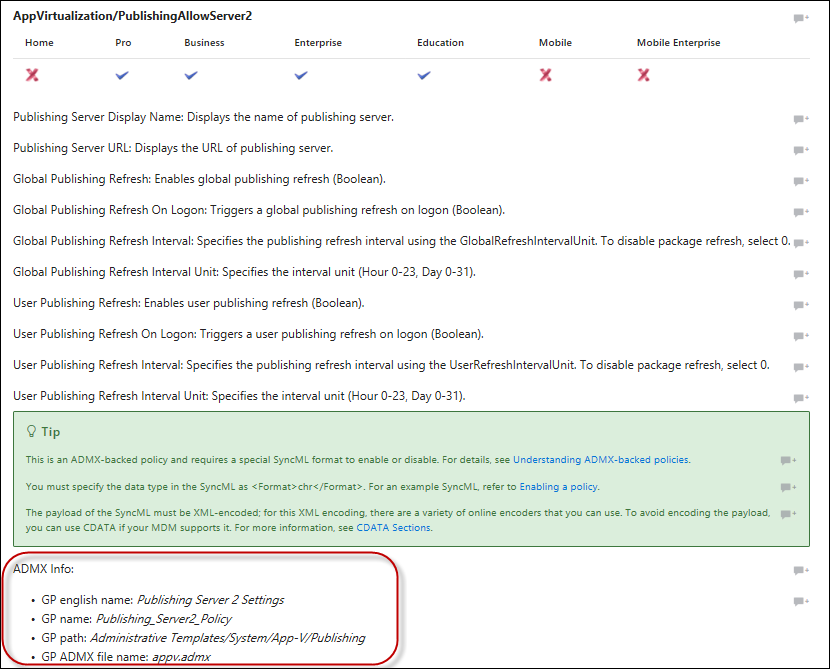 AppVirtualization/PublishingAllowServer2
Home Pro Business Enterprise Education Mobile Mobile Enterprise
Publishing Server Display Name: Displays the name of publishing server.
Publishing Server URL: Displays the URL of publishing server.
Global Publishing Refresh: Enables global publishing refresh (Boolean).
Global Publishing Refresh On Logon: Triggers a global publishing refresh on logon (Boolean).
Global Publishing Refresh Interval: Specifies the publishing refresh interval using the GlobalRefreshIntervalUnit. To disable package refresh, select 0.
Global Publishing Refresh Interval Unit: Specifies the interval unit (Hour 0-23, Day 0-31).
User Publishing Refresh: Enables user publishing refresh (Boolean).
User Publishing Refresh On Logon: Triggers a user publishing refresh on logon (Boolean).
User Publishing Refresh Interval: Specifies the publishing refresh interval using the UserRefreshIntervalUnit. To disable package refresh, select 0.
User Publishing Refresh Interval Unit: Specifies the interval unit (Hour 0-23, Day 0-31).
Tip
This is an ADMX-backed policy and requires a special SyncML format to enable or disable. For details, see Understanding ADMX-backed policies.
You must specify the data type in the SyncML as <Format>chr</Format>. For an example SyncML, refer to Enabling a policy.
The payload of the SyncML must be XML-encoded; for this XML encoding, there are a variety of online encoders that you can use. To avoid encoding the payload,
you can use CDATA if your MDM supports it. For more information, see CDATA Sections.
ADMX Info:
• GP english name: Publishing Server 2 Settings
• GP name: Publishing_Server2_Policy
• GP path: Administrative Templates/System/App-V/Publishing
• GP ADMX file name: appv.admx